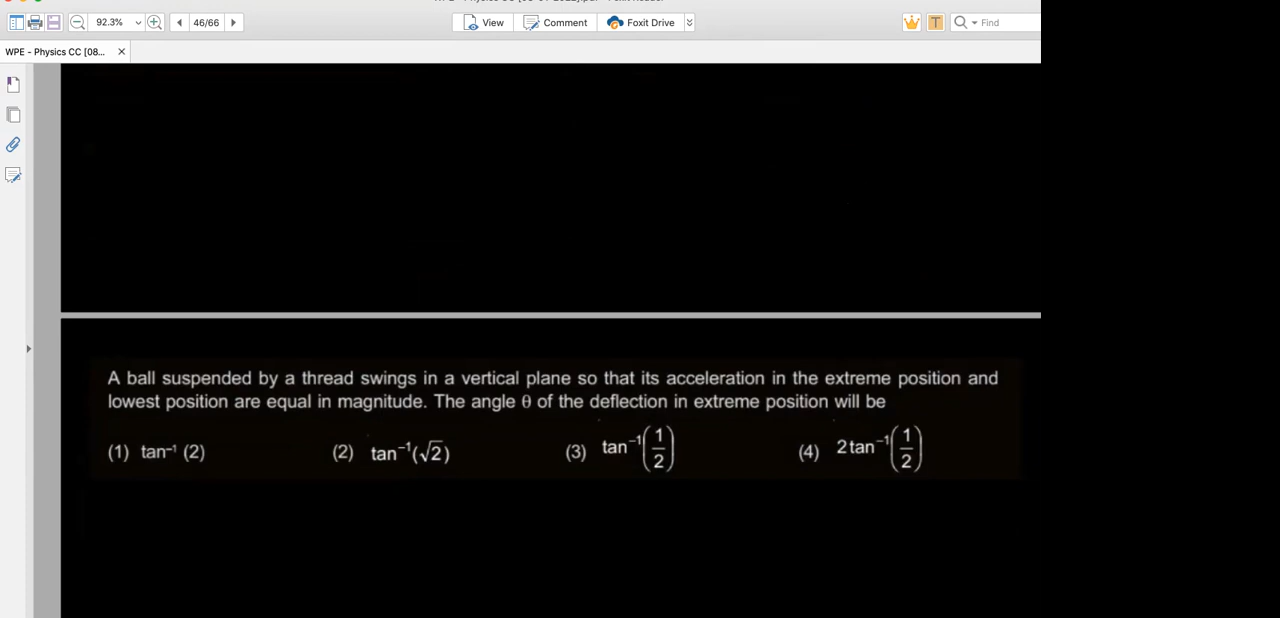 92.3%
46/66
View
Comment
Foxit Drive
T
Find
WPE - Physics CC [08...
A ball suspended by a thread swings in a vertical plane so that its acceleration in the extreme position and
lowest position are equal in magnitude. The angle θ of the deflection in extreme position will be
(1) tan⁻¹ (2) (2) tan⁻¹(√2) (3) tan⁻¹(1/2) (4) 2 tan⁻¹(1/2)